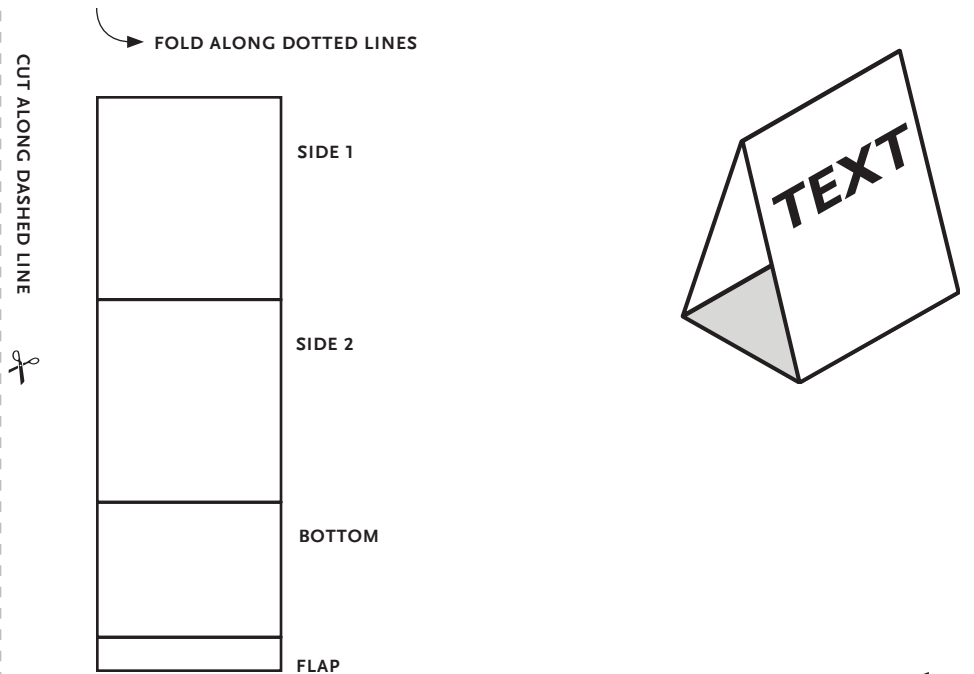 FOLD ALONG DOTTED LINES
CUT ALONG DASHED LINE
SIDE 1
SIDE 2
BOTTOM
FLAP
TEXT